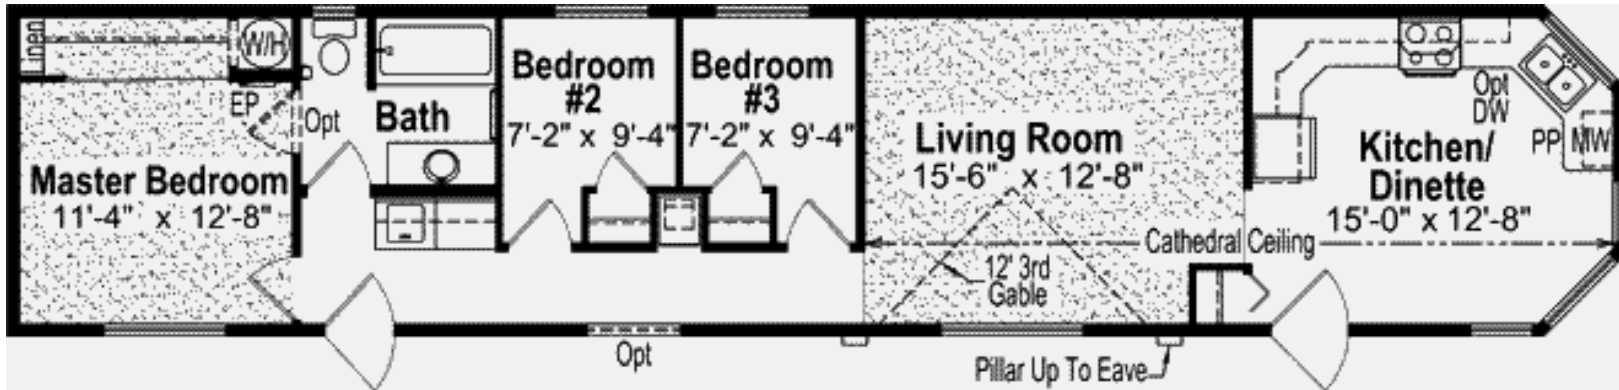 Linen
W/H
EP
Opt
Bath
Master Bedroom
11'-4" x 12'-8"
Bedroom
#2
7'-2" x 9'-4"
Bedroom
#3
7'-2" x 9'-4"
Living Room
15'-6" x 12'-8"
Opt
DW
PP
MW
Kitchen/
Dinette
15'-0" x 12'-8"
Cathedral Ceiling
12' 3rd
Gable
Opt
Pillar Up To Eave